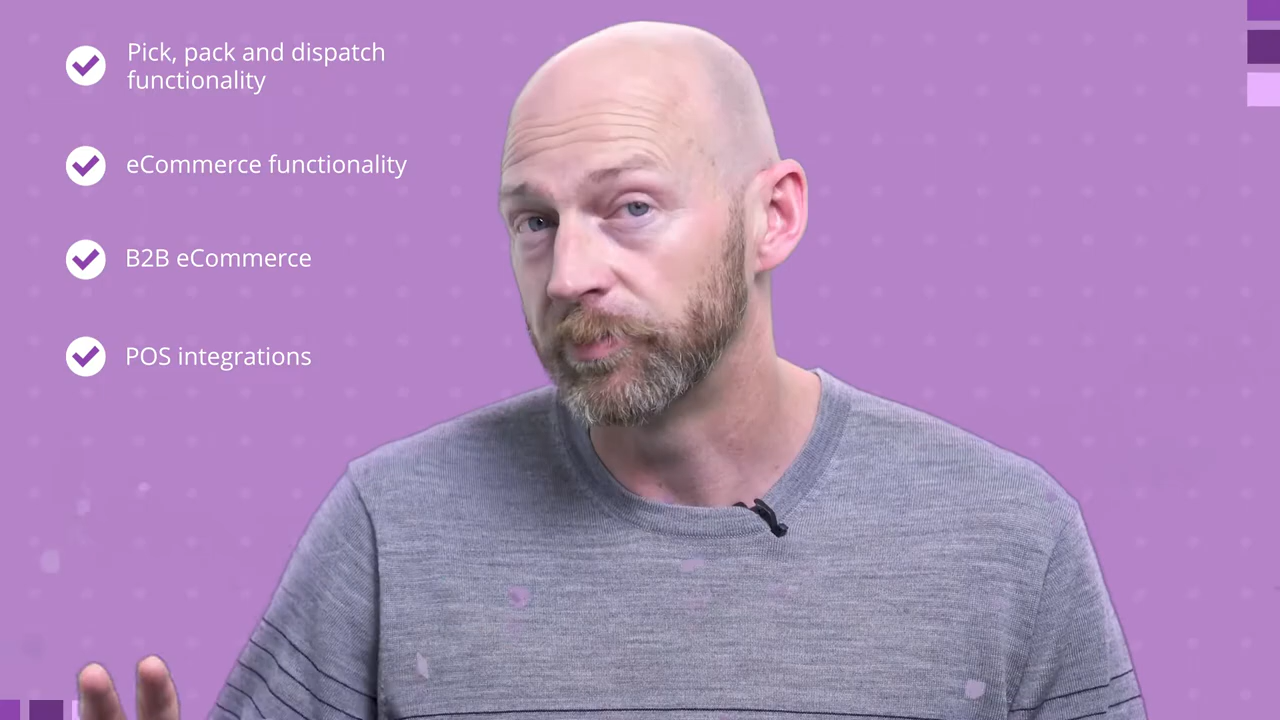 Pick, pack and dispatch
functionality
eCommerce functionality
B2B eCommerce
POS integrations